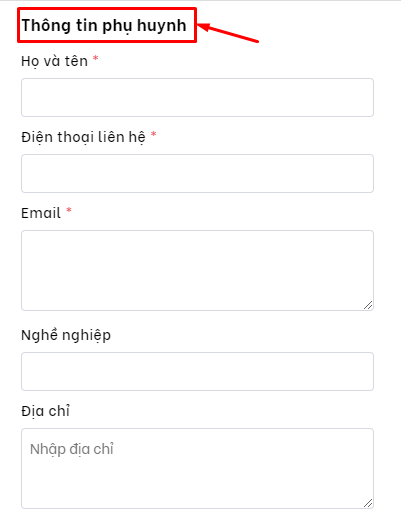 Thông tin phụ huynh
Họ và tên *
Điện thoại liên hệ *
Email *
Nghề nghiệp
Địa chỉ
Nhập địa chỉ